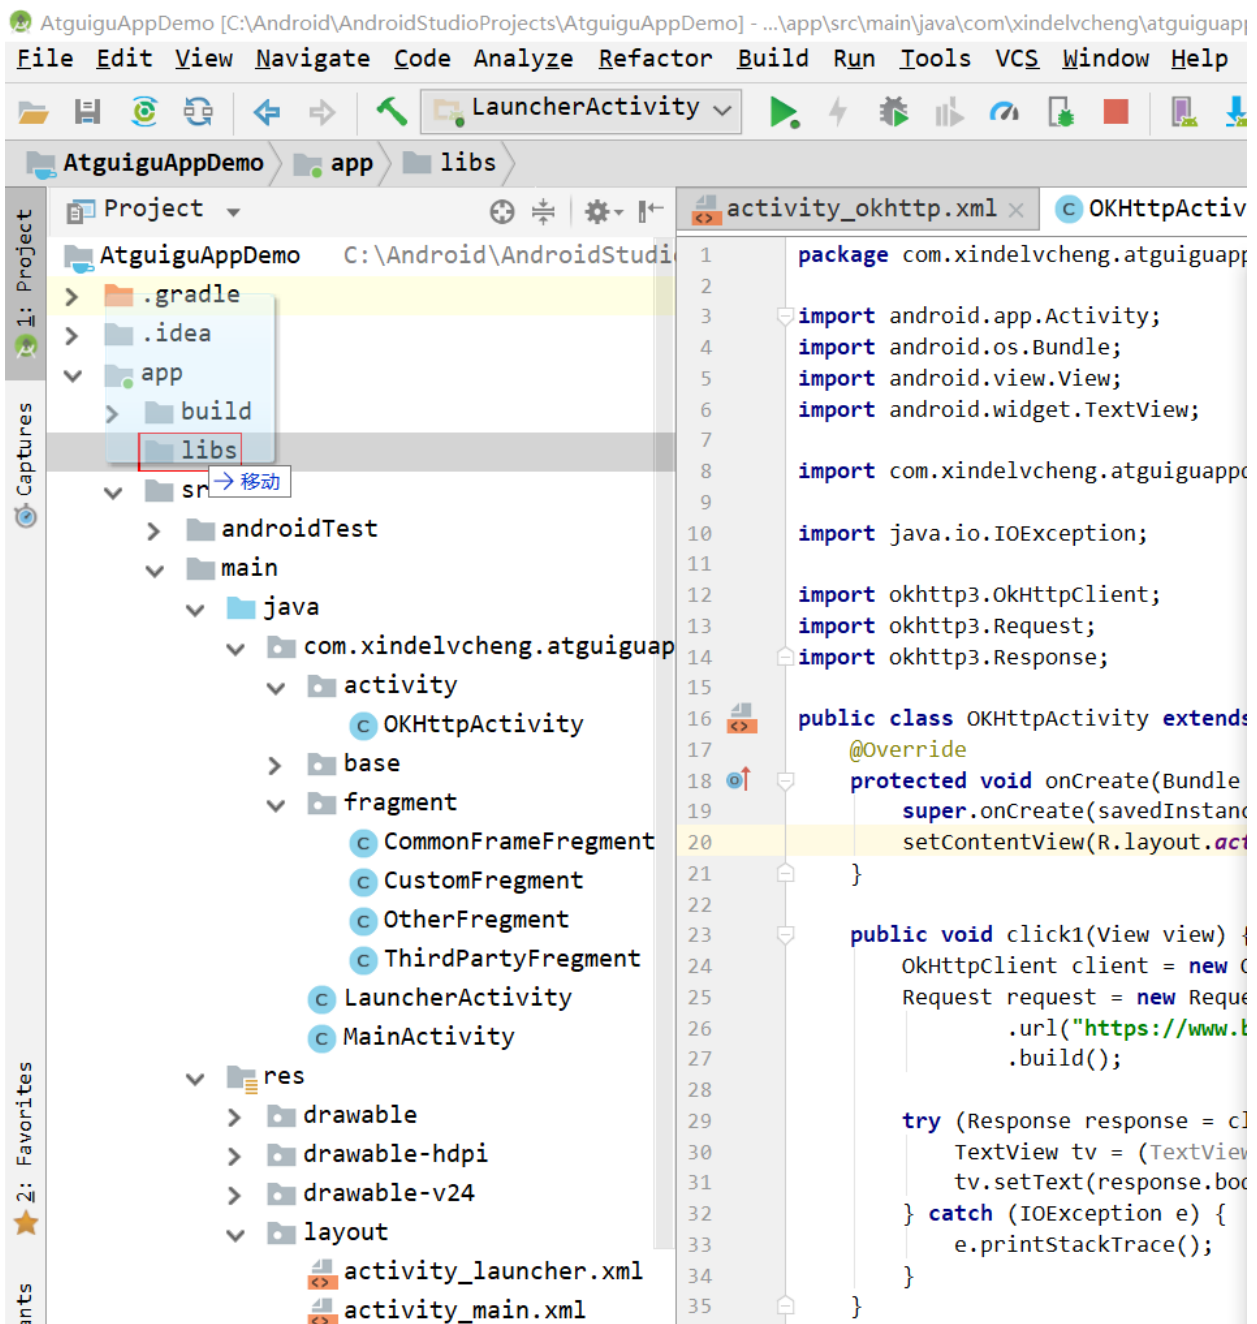 AtguiguAppDemo [C:\Android\AndroidStudioProjects\AtguiguAppDemo] - ...\app\src\main\java\com\xindelvcheng\atguiguapp
File Edit View Navigate Code Analyze Refactor Build Run Tools VCS Window Help
LauncherActivity
AtguiguAppDemo app libs
1: Project
Captures
2: Favorites
Project
AtguiguAppDemo C:\Android\AndroidStudi
.gradle
.idea
app
build
libs
移动
sr
androidTest
main
java
com.xindelvcheng.atguiguap
activity
OKHttpActivity
base
fragment
CommonFrameFregment
CustomFregment
OtherFregment
ThirdPartyFregment
LauncherActivity
MainActivity
res
drawable
drawable-hdpi
drawable-v24
layout
activity_launcher.xml
activity_main.xml
activity_okhttp.xml OKHttpActiv
1 package com.xindelvcheng.atguiguapp
2
3 import android.app.Activity;
4 import android.os.Bundle;
5 import android.view.View;
6 import android.widget.TextView;
7
8 import com.xindelvcheng.atguiguappd
9
10 import java.io.IOException;
11
12 import okhttp3.OkHttpClient;
13 import okhttp3.Request;
14 import okhttp3.Response;
15
16 public class OKHttpActivity extends
17 @Override
18 protected void onCreate(Bundle
19 super.onCreate(savedInstanc
20 setContentView(R.layout.act
21 }
22
23 public void click1(View view) {
24 OkHttpClient client = new O
25 Request request = new Reque
26 .url("https://www.b
27 .build();
28
29 try (Response response = cl
30 TextView tv = (TextView
31 tv.setText(response.bod
32 } catch (IOException e) {
33 e.printStackTrace();
34 }
35 }